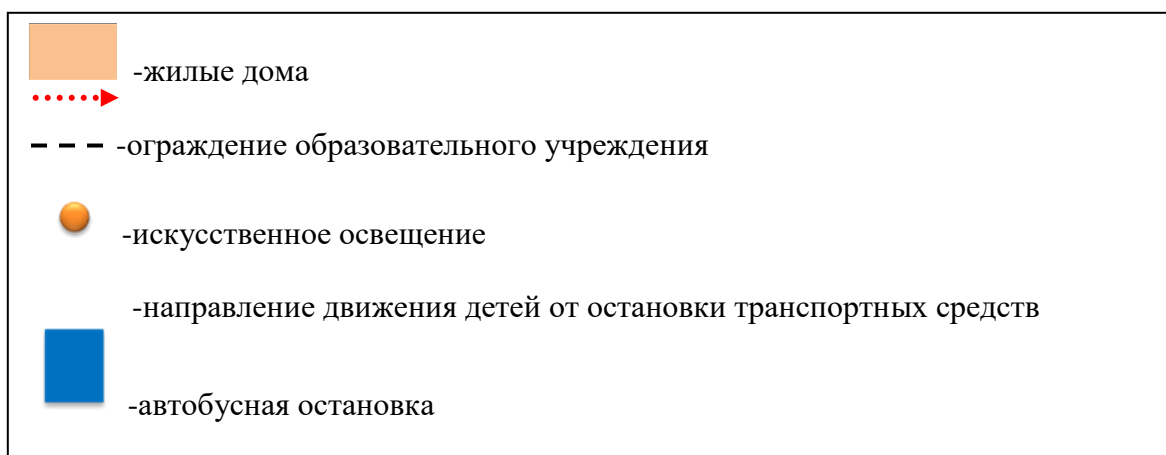 -жилые дома
-ограждение образовательного учреждения
-искусственное освещение
-направление движения детей от остановки транспортных средств
-автобусная остановка